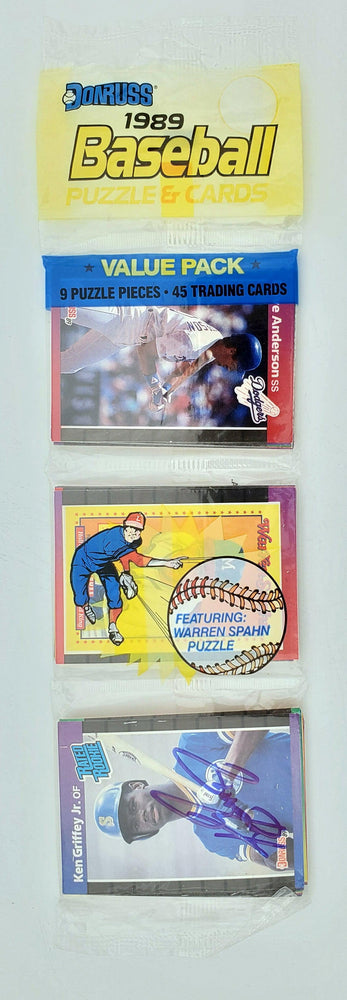 DONRUSS
1989
Baseball
PUZZLE & CARDS
★ VALUE PACK ★
9 PUZZLE PIECES • 45 TRADING CARDS
e Anderson SS
Dodgers
FEATURING:
WARREN SPAHN
PUZZLE
Ken Griffey Jr. OF
RATED
ROOKIE
S